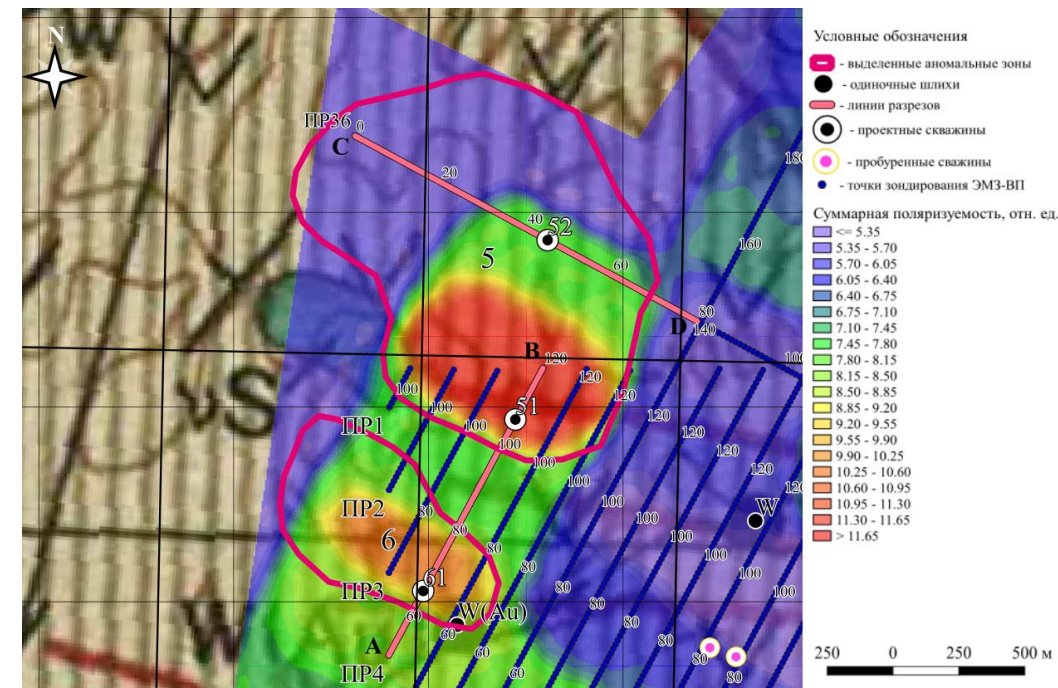 N
W
V
ПР36
0
C
20
40
52
5
60
80
D
140
160
180
B
120
100
51
S
120
120
120
120
120
120
100
100
100
100
100
100
100
100
100
100
100
100
W
ПР1
ПР2
6
80
80
80
80
80
80
80
80
80
ПР3
61
60
W(Au)
60
60
60
A
ПР4
W
Условные обозначения
- выделенные аномальные зоны
- одиночные шлихи
- линии разрезов
- проектные скважины
- пробуренные сважины
- точки зондирования ЭМЗ-ВП
Суммарная поляризуемость, отн. ед.
<= 5.35
5.35 - 5.70
5.70 - 6.05
6.05 - 6.40
6.40 - 6.75
6.75 - 7.10
7.10 - 7.45
7.45 - 7.80
7.80 - 8.15
8.15 - 8.50
8.50 - 8.85
8.85 - 9.20
9.20 - 9.55
9.55 - 9.90
9.90 - 10.25
10.25 - 10.60
10.60 - 10.95
10.95 - 11.30
11.30 - 11.65
> 11.65
250 0 250 500 м